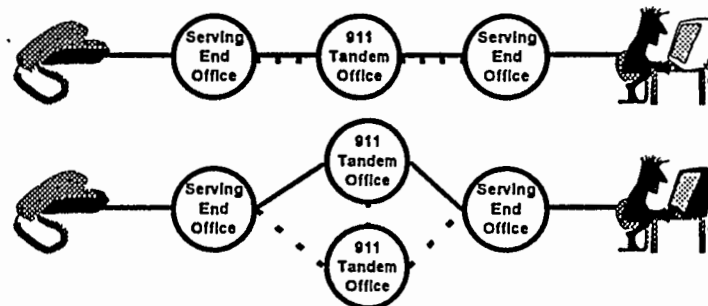 Serving
End
Office
911
Tandem
Office
Serving
End
Office
911
Tandem
Office
Serving
End
Office
Serving
End
Office
911
Tandem
Office